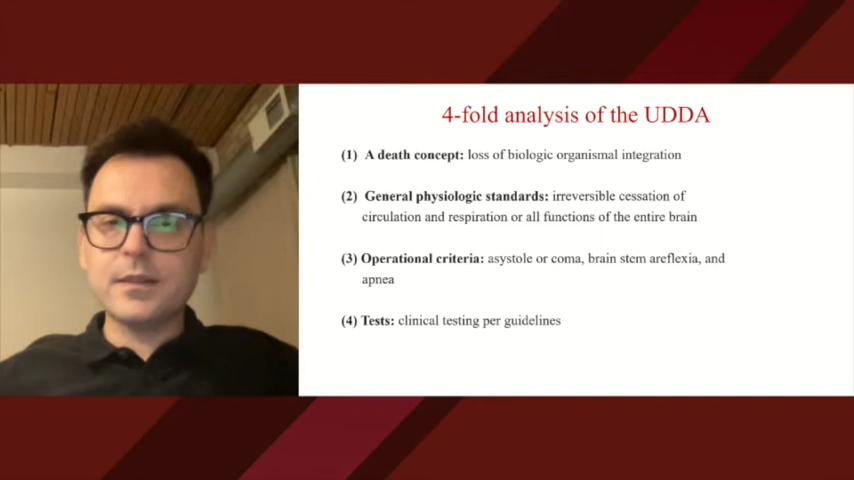 4-fold analysis of the UDDA
(1) A death concept: loss of biologic organismal integration
(2) General physiologic standards: irreversible cessation of
circulation and respiration or all functions of the entire brain
(3) Operational criteria: asystole or coma, brain stem areflexia, and
apnea
(4) Tests: clinical testing per guidelines